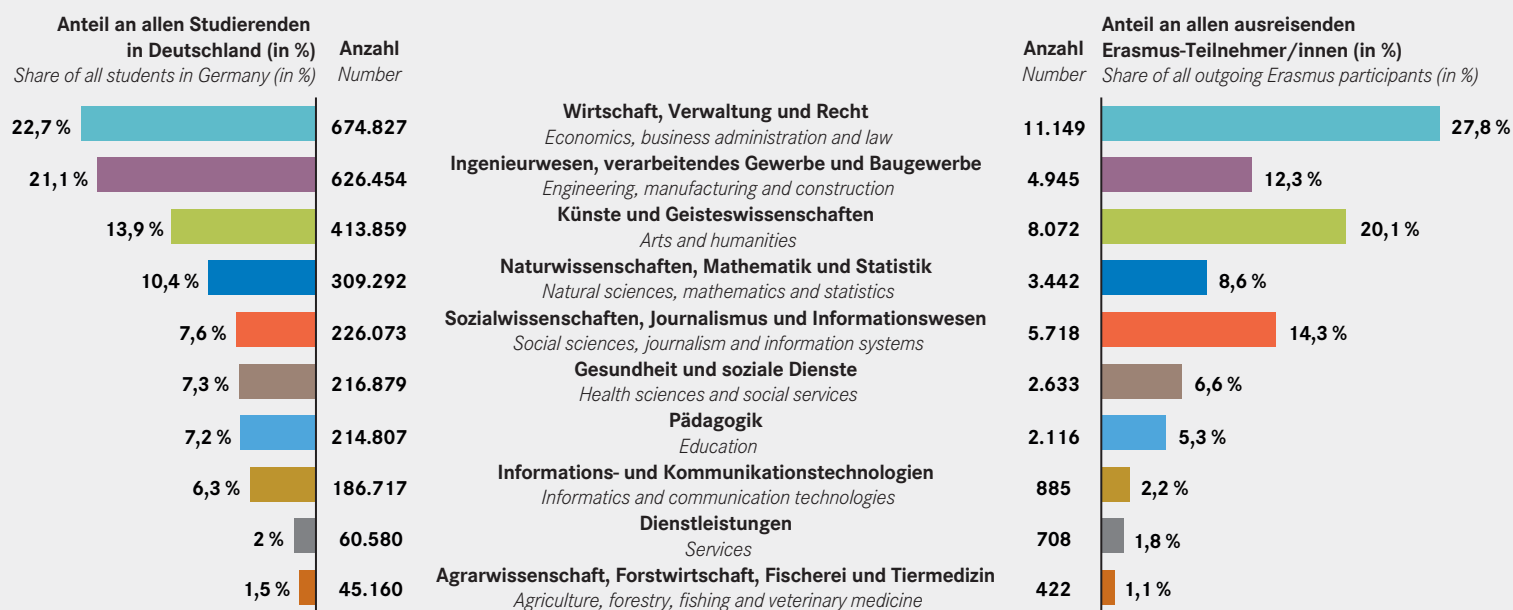 Anteil an allen Studierenden
in Deutschland (in %)
Share of all students in Germany (in %)
Anzahl
Number
Anzahl
Number
Anteil an allen ausreisenden
Erasmus-Teilnehmer/innen (in %)
Share of all outgoing Erasmus participants (in %)
22,7 % 674.827 Wirtschaft, Verwaltung und Recht 11.149 27,8 %
Economics, business administration and law
21,1 % 626.454 Ingenieurwesen, verarbeitendes Gewerbe und Baugewerbe 4.945 12,3 %
Engineering, manufacturing and construction
13,9 % 413.859 Künste und Geisteswissenschaften 8.072 20,1 %
Arts and humanities
10,4 % 309.292 Naturwissenschaften, Mathematik und Statistik 3.442 8,6 %
Natural sciences, mathematics and statistics
7,6 % 226.073 Sozialwissenschaften, Journalismus und Informationswesen 5.718 14,3 %
Social sciences, journalism and information systems
7,3 % 216.879 Gesundheit und soziale Dienste 2.633 6,6 %
Health sciences and social services
7,2 % 214.807 Pädagogik 2.116 5,3 %
Education
6,3 % 186.717 Informations- und Kommunikationstechnologien 885 2,2 %
Informatics and communication technologies
2 % 60.580 Dienstleistungen 708 1,8 %
Services
1,5 % 45.160 Agrarwissenschaft, Forstwirtschaft, Fischerei und Tiermedizin 422 1,1 %
Agriculture, forestry, fishing and veterinary medicine